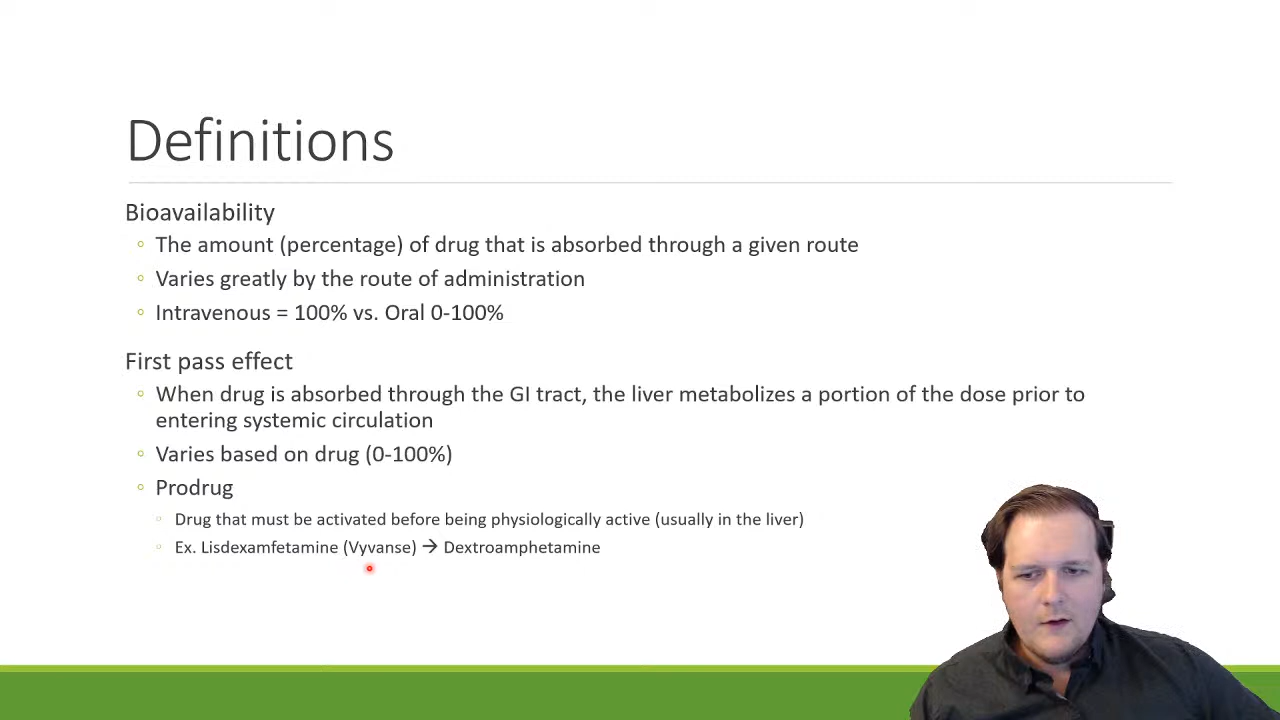 Definitions
Bioavailability
◦ The amount (percentage) of drug that is absorbed through a given route
◦ Varies greatly by the route of administration
◦ Intravenous = 100% vs. Oral 0-100%
First pass effect
◦ When drug is absorbed through the GI tract, the liver metabolizes a portion of the dose prior to
entering systemic circulation
◦ Varies based on drug (0-100%)
◦ Prodrug
◦ Drug that must be activated before being physiologically active (usually in the liver)
◦ Ex. Lisdexamfetamine (Vyvanse) → Dextroamphetamine